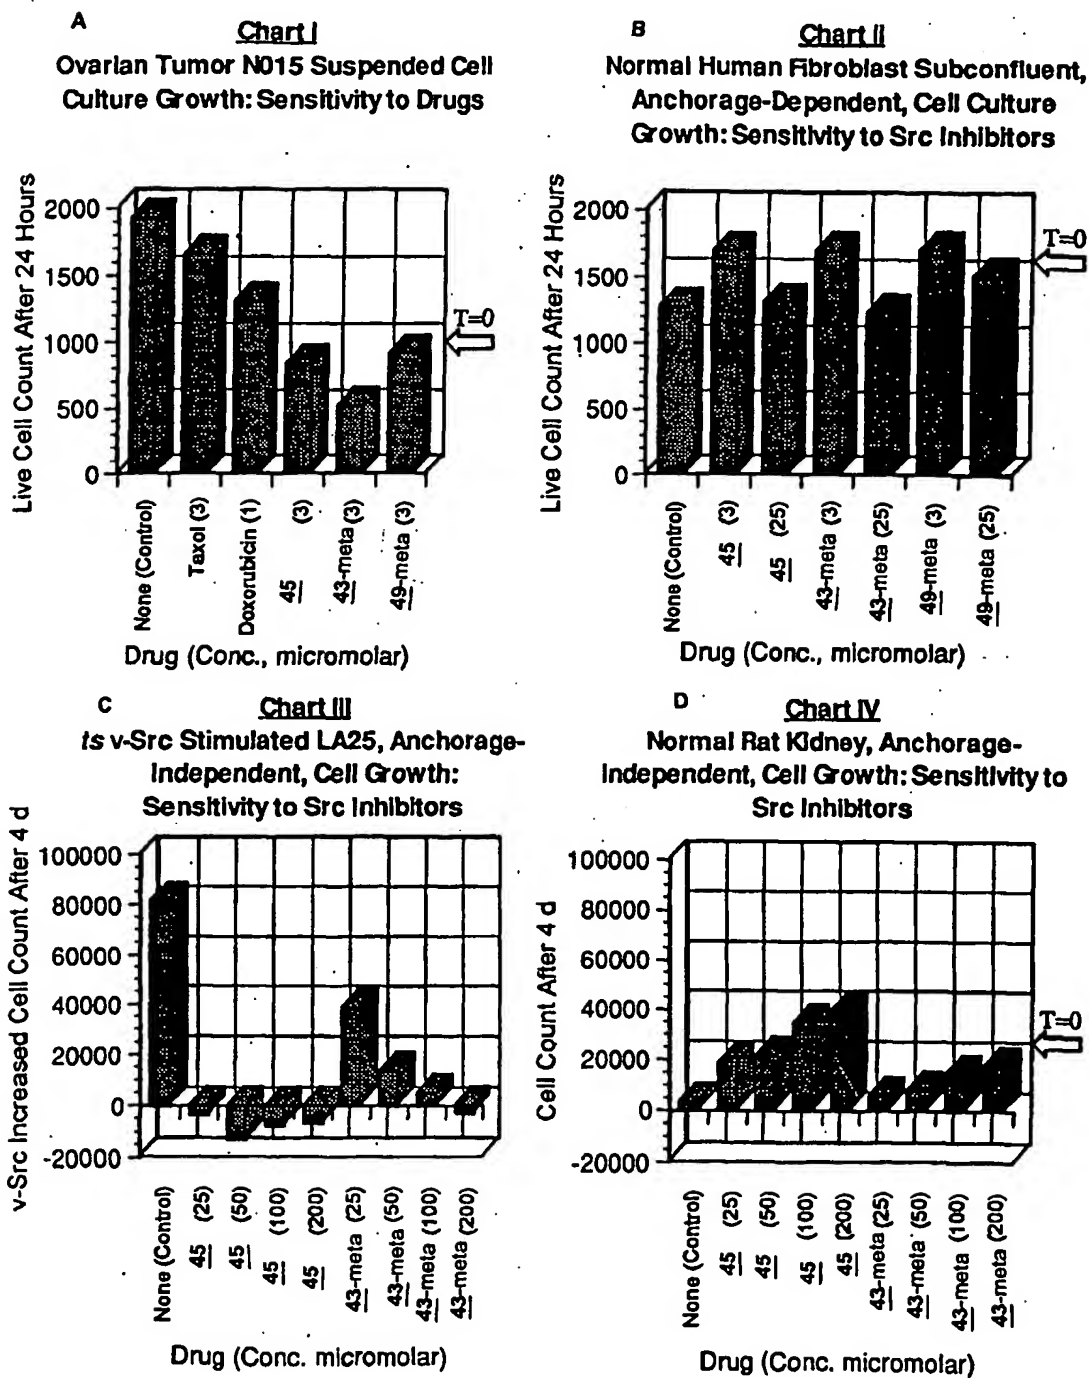 A
Chart I
Ovarian Tumor N015 Suspended Cell
Culture Growth: Sensitivity to Drugs
Live Cell Count After 24 Hours
2000
1500
1000
500
0
T=0
None (Control)
Taxol (3)
Doxorubicin (1)
45 (3)
43-meta (3)
49-meta (3)
Drug (Conc., micromolar)
B
Chart II
Normal Human Fibroblast Subconfluent,
Anchorage-Dependent, Cell Culture
Growth: Sensitivity to Src Inhibitors
Live Cell Count After 24 Hours
2000
1500
1000
500
0
T=0
None (Control)
45 (3)
45 (25)
43-meta (3)
43-meta (25)
49-meta (3)
49-meta (25)
Drug (Conc., micromolar)
C
Chart III
ts v-Src Stimulated LA25, Anchorage-
Independent, Cell Growth:
Sensitivity to Src Inhibitors
v-Src Increased Cell Count After 4 d
100000
80000
60000
40000
20000
0
-20000
None (Control)
45 (25)
45 (50)
45 (100)
45 (200)
43-meta (25)
43-meta (50)
43-meta (100)
43-meta (200)
Drug (Conc. micromolar)
D
Chart IV
Normal Rat Kidney, Anchorage-
Independent, Cell Growth: Sensitivity to
Src Inhibitors
Cell Count After 4 d
100000
80000
60000
40000
20000
0
-20000
T=0
None (Control)
45 (25)
45 (50)
45 (100)
45 (200)
43-meta (25)
43-meta (50)
43-meta (100)
43-meta (200)
Drug (Conc. micromolar)